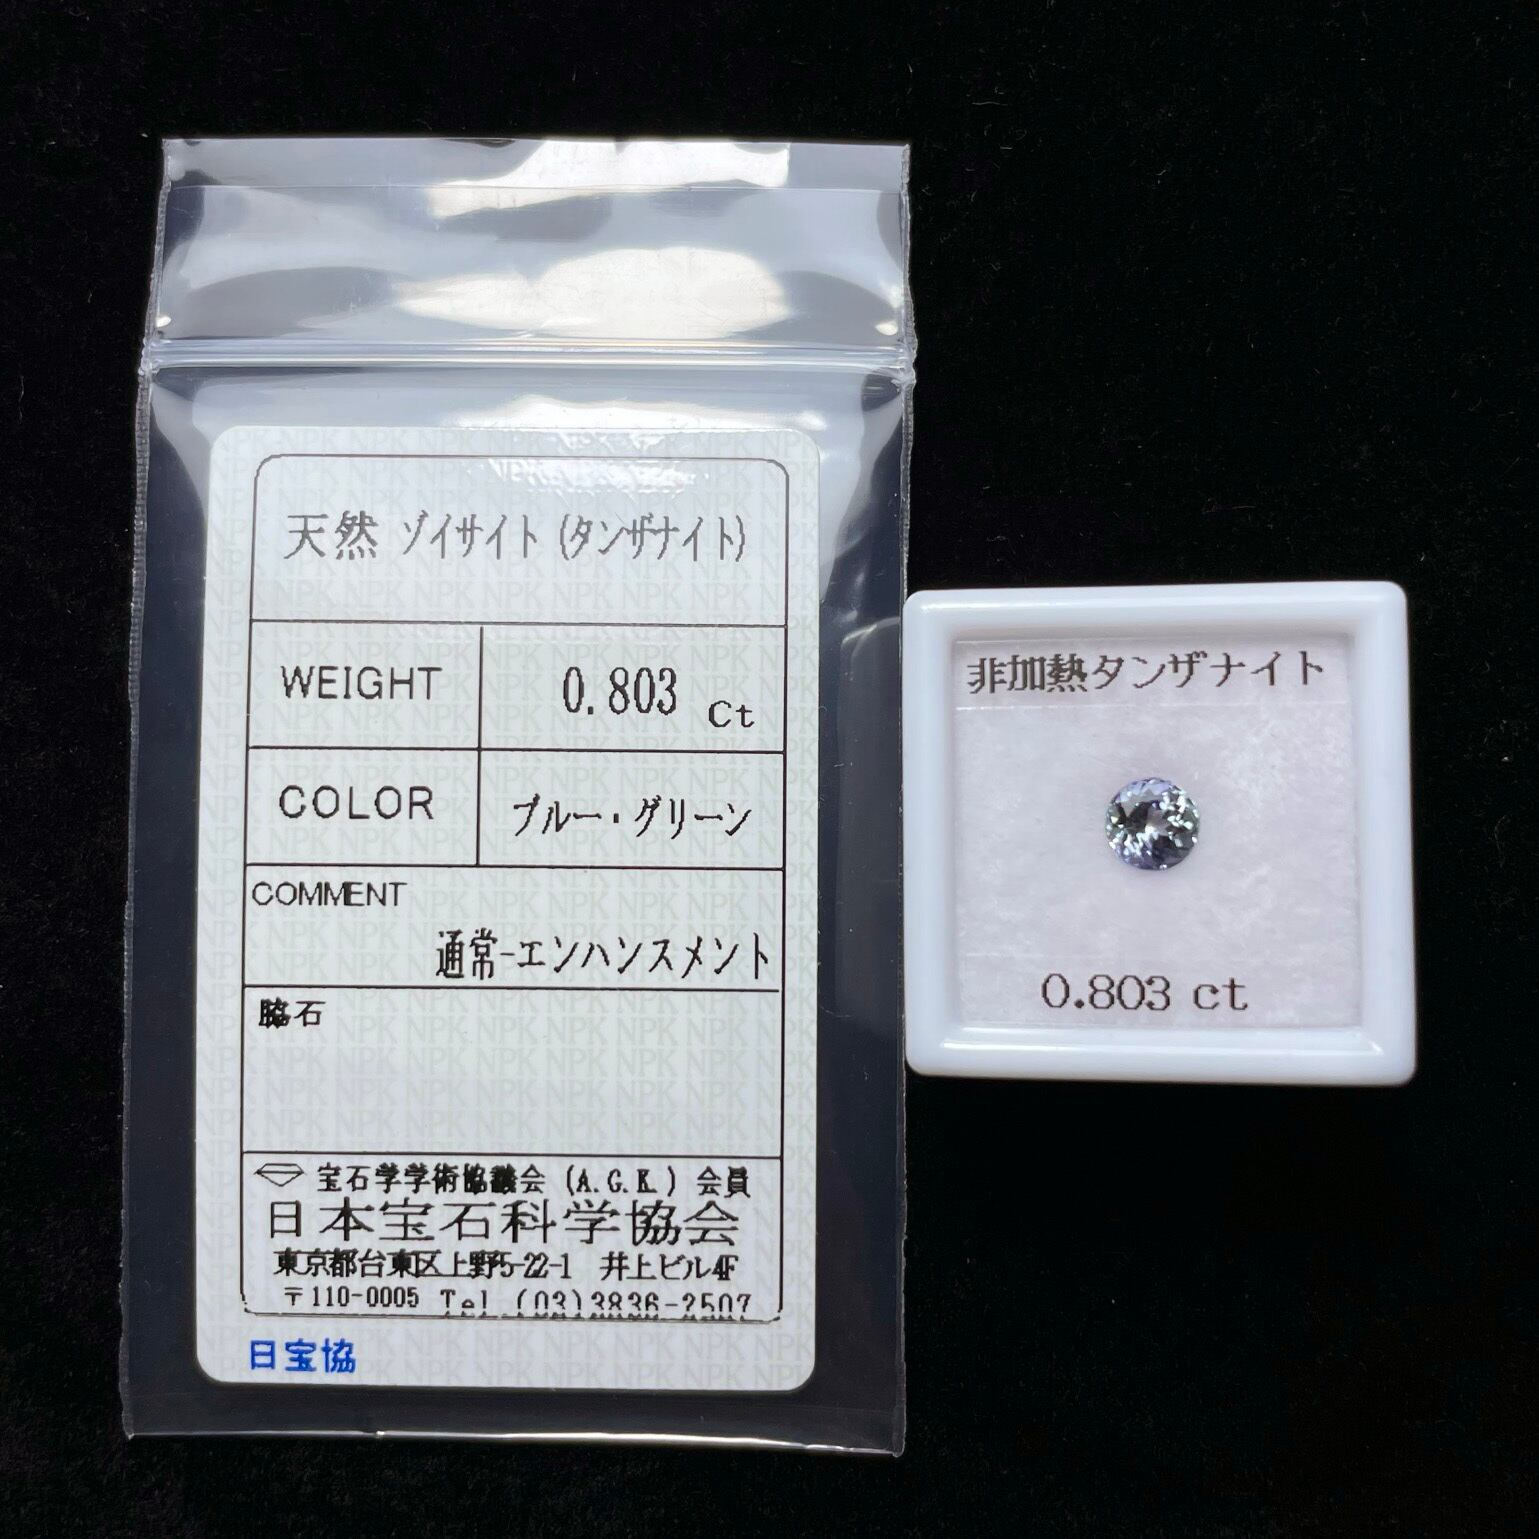 天然 ゾイサイト (タンザナイト)
WEIGHT 0.803 Ct
COLOR ブルー・グリーン
COMMENT
通常-エンハンスメント
脇石
宝石学学術協議会 (A.G.K.) 会員
日本宝石科学協会
東京都台東区上野5-22-1 井上ビル4F
〒110-0005 Tel.(03)3836-2507
日宝協
非加熱タンザナイト
0.803 ct